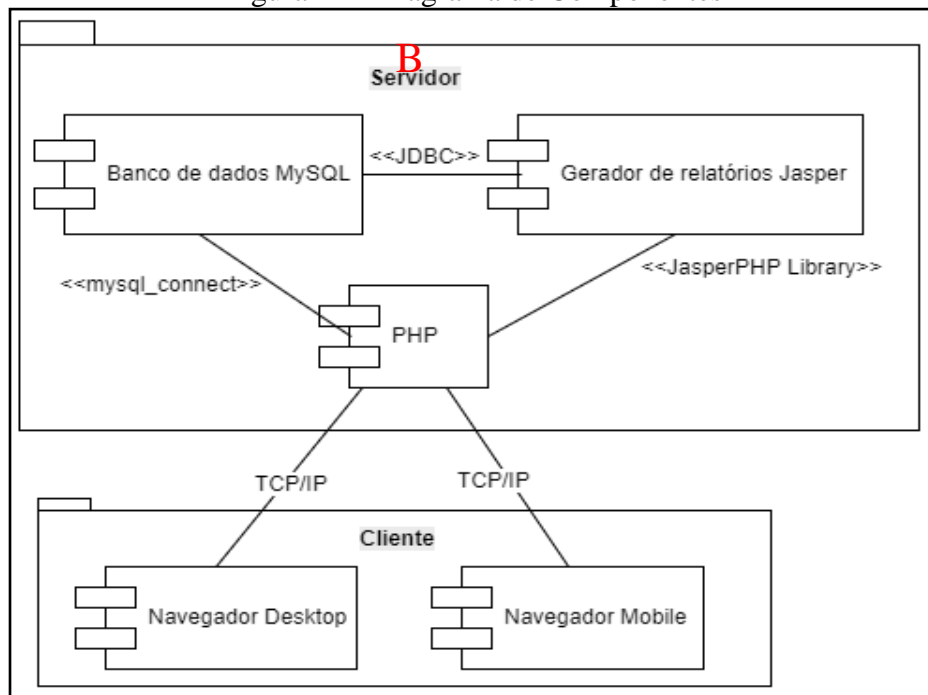 B
Servidor
Banco de dados MySQL
<<JDBC>>
Gerador de relatórios Jasper
<<mysql_connect>>
<<JasperPHP Library>>
PHP
TCP/IP
TCP/IP
Cliente
Navegador Desktop
Navegador Mobile